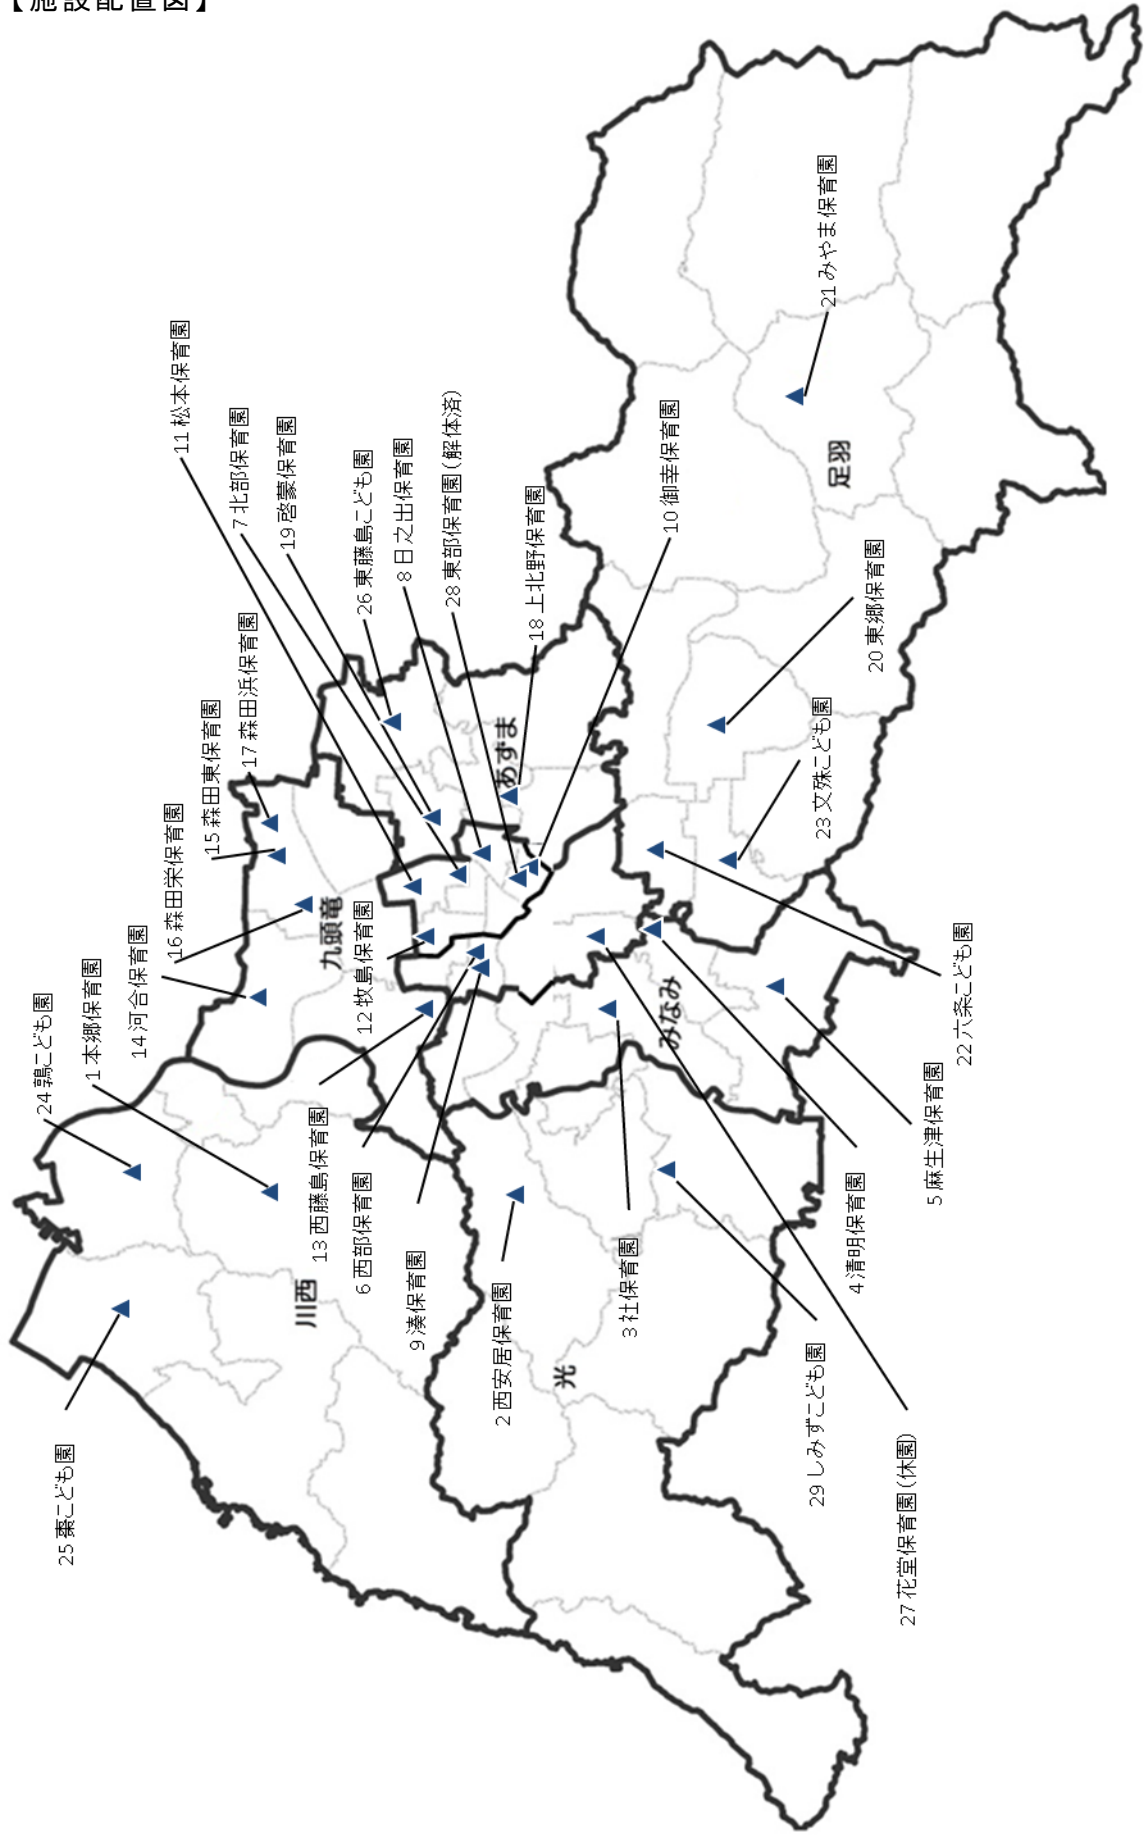 【施設配置図】
11 松本保育園
7 北部保育園
19 啓蒙保育園
26 東藤島こども園
8 日之出保育園
28 東部保育園(解体済)
18 上北野保育園
10 御幸保育園
21 みやま保育園
足羽
20 東郷保育園
23 文殊こども園
22 六条こども園
5 麻生津保育園
4 清明保育園
27 花堂保育園(休園)
29 しみずこども園
3 社保育園
2 西安居保育園
9 湊保育園
6 西部保育園
13 西藤島保育園
12 牧島保育園
17 森田浜保育園
15 森田東保育園
16 森田栄保育園
14 河合保育園
1 本郷保育園
24 鶉こども園
25 棗こども園
九頭竜
あずま
みなみ
川西
光